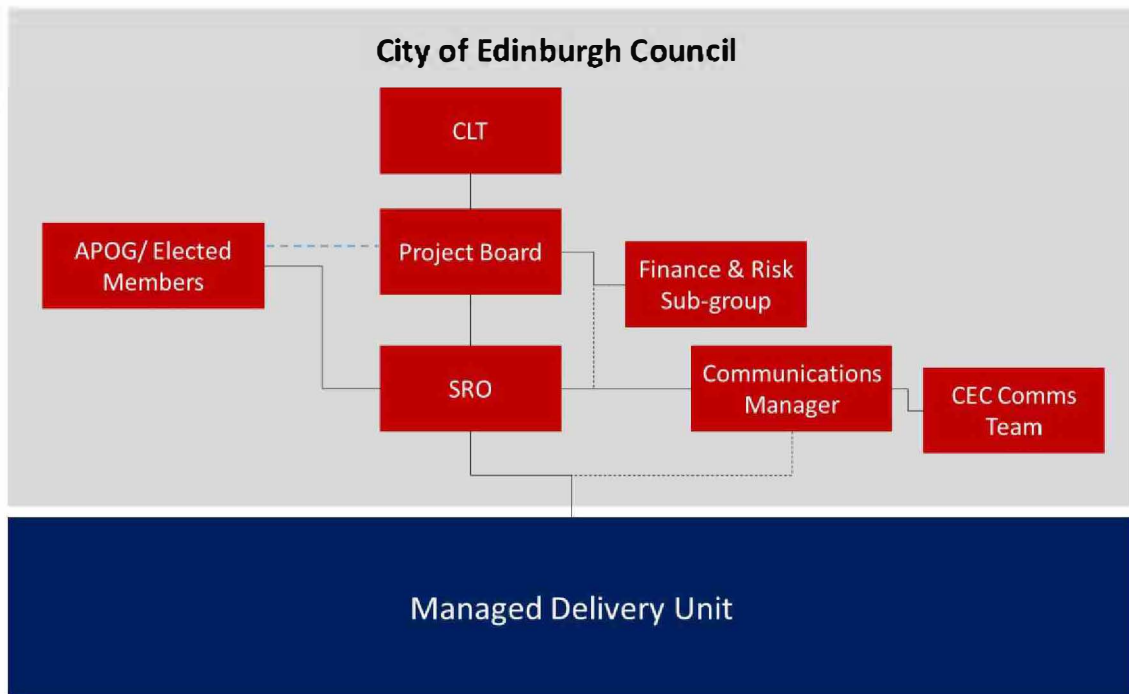 City of Edinburgh Council
CLT
APOG/ Elected
Members
Project Board
Finance & Risk
Sub-group
SRO
Communications
Manager
CEC Comms
Team
Managed Delivery Unit